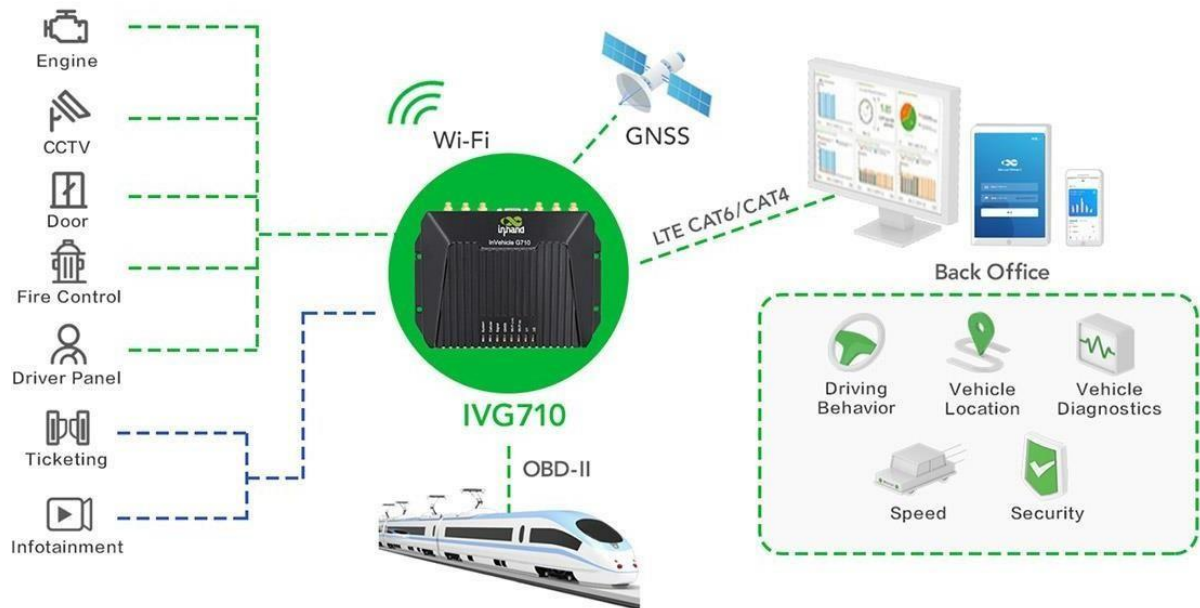 Engine
CCTV
Door
Fire Control
Driver Panel
Ticketing
Infotainment
Wi-Fi
GNSS
inhand
InVehicle G710
IVG710
OBD-II
LTE CAT6/CAT4
Back Office
Driving
Behavior
Vehicle
Location
Vehicle
Diagnostics
Speed
Security